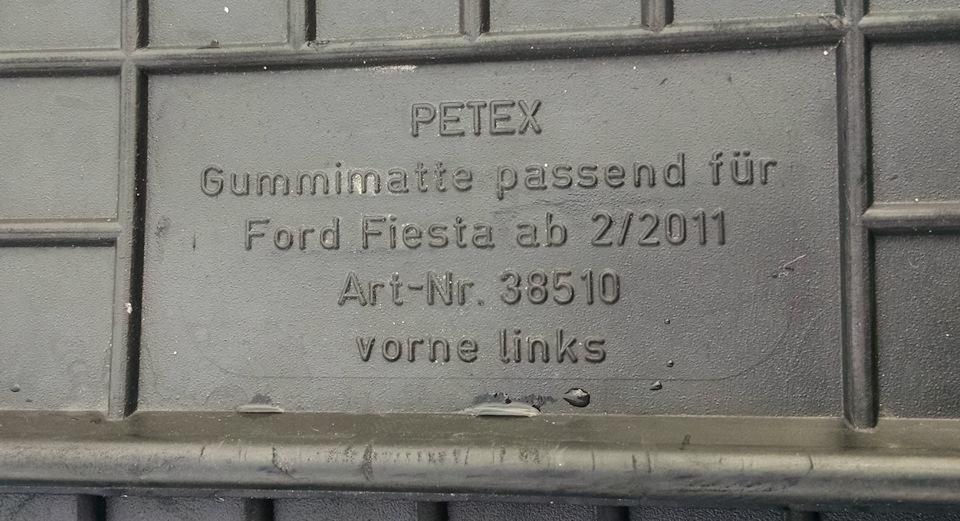 PETEX
Gummimatte passend für
Ford Fiesta ab 2/2011
Art-Nr. 38510
vorne links